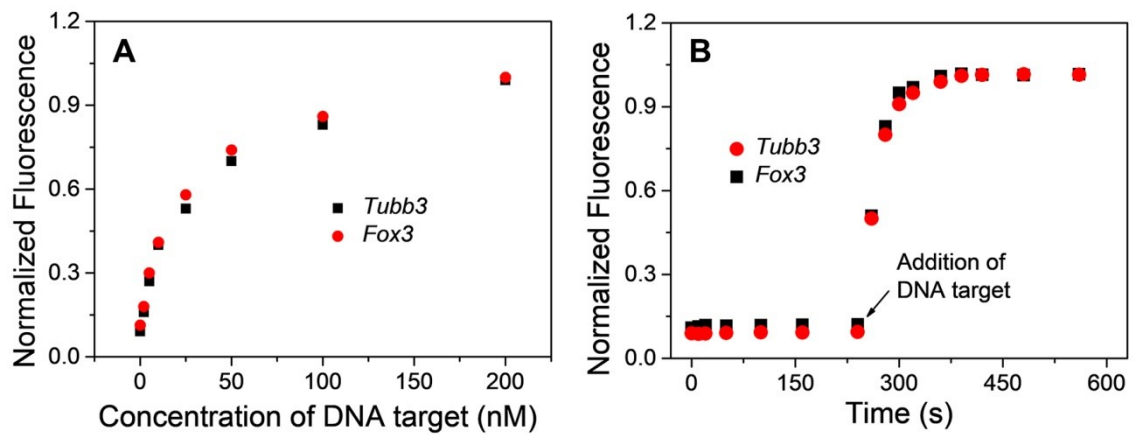 A
Normalized Fluorescence
1.2
0.9
0.6
0.3
0.0
Tubb3
Fox3
0
50
100
150
200
Concentration of DNA target (nM)
B
Normalized Fluorescence
1.2
0.9
0.6
0.3
0.0
Tubb3
Fox3
Addition of
DNA target
0
150
300
450
600
Time (s)